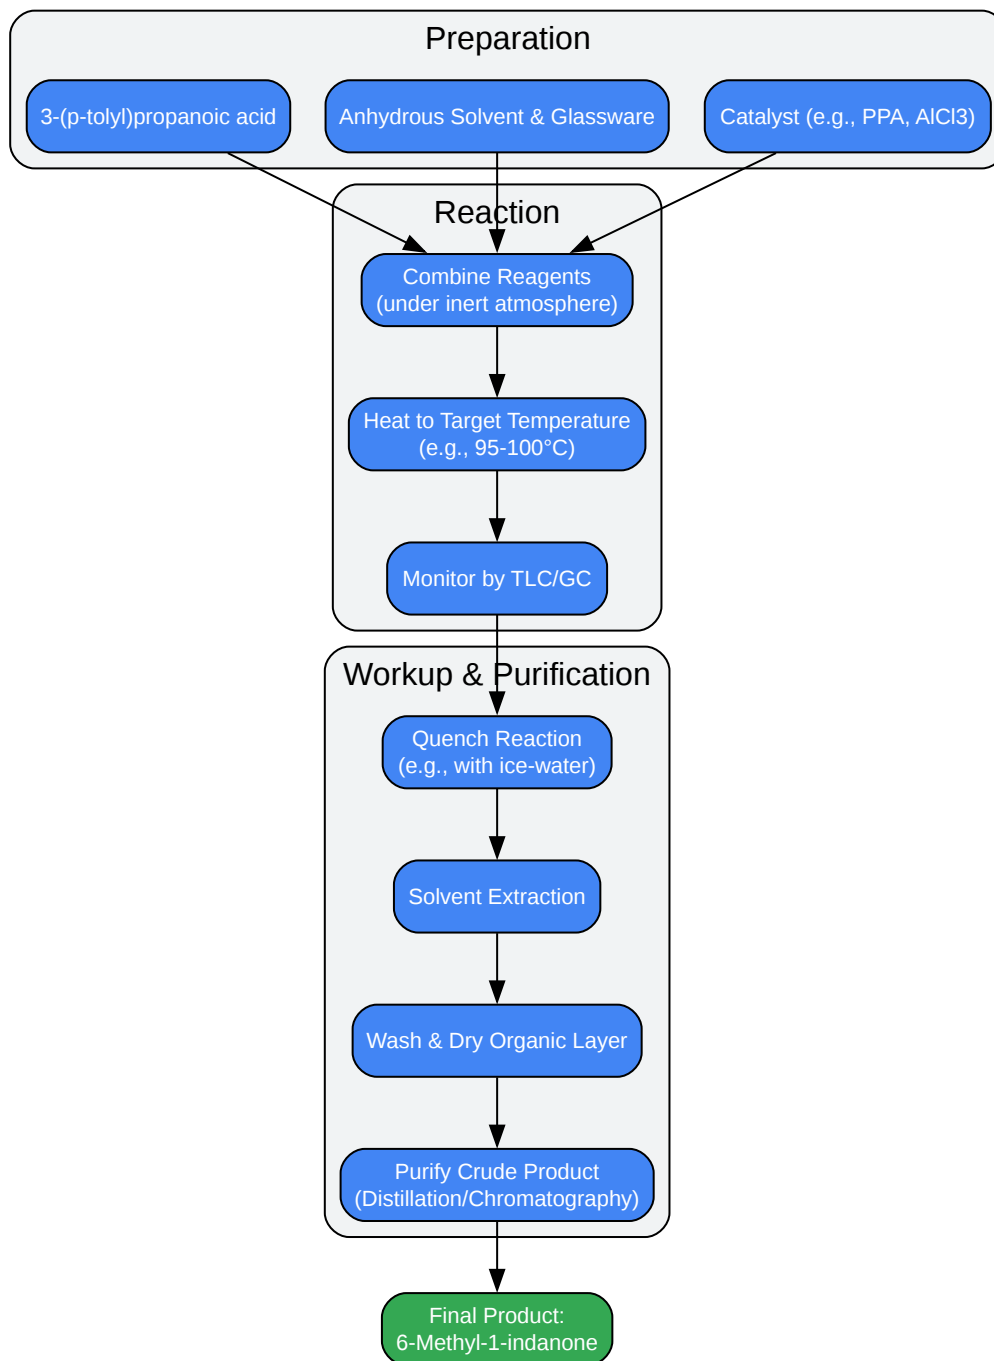 Preparation
3-(p-tolyl)propanoic acid
Anhydrous Solvent & Glassware
Catalyst (e.g., PPA, AlCl3)
Reaction
Combine Reagents
(under inert atmosphere)
Heat to Target Temperature
(e.g., 95-100°C)
Monitor by TLC/GC
Workup & Purification
Quench Reaction
(e.g., with ice-water)
Solvent Extraction
Wash & Dry Organic Layer
Purify Crude Product
(Distillation/Chromatography)
Final Product:
6-Methyl-1-indanone